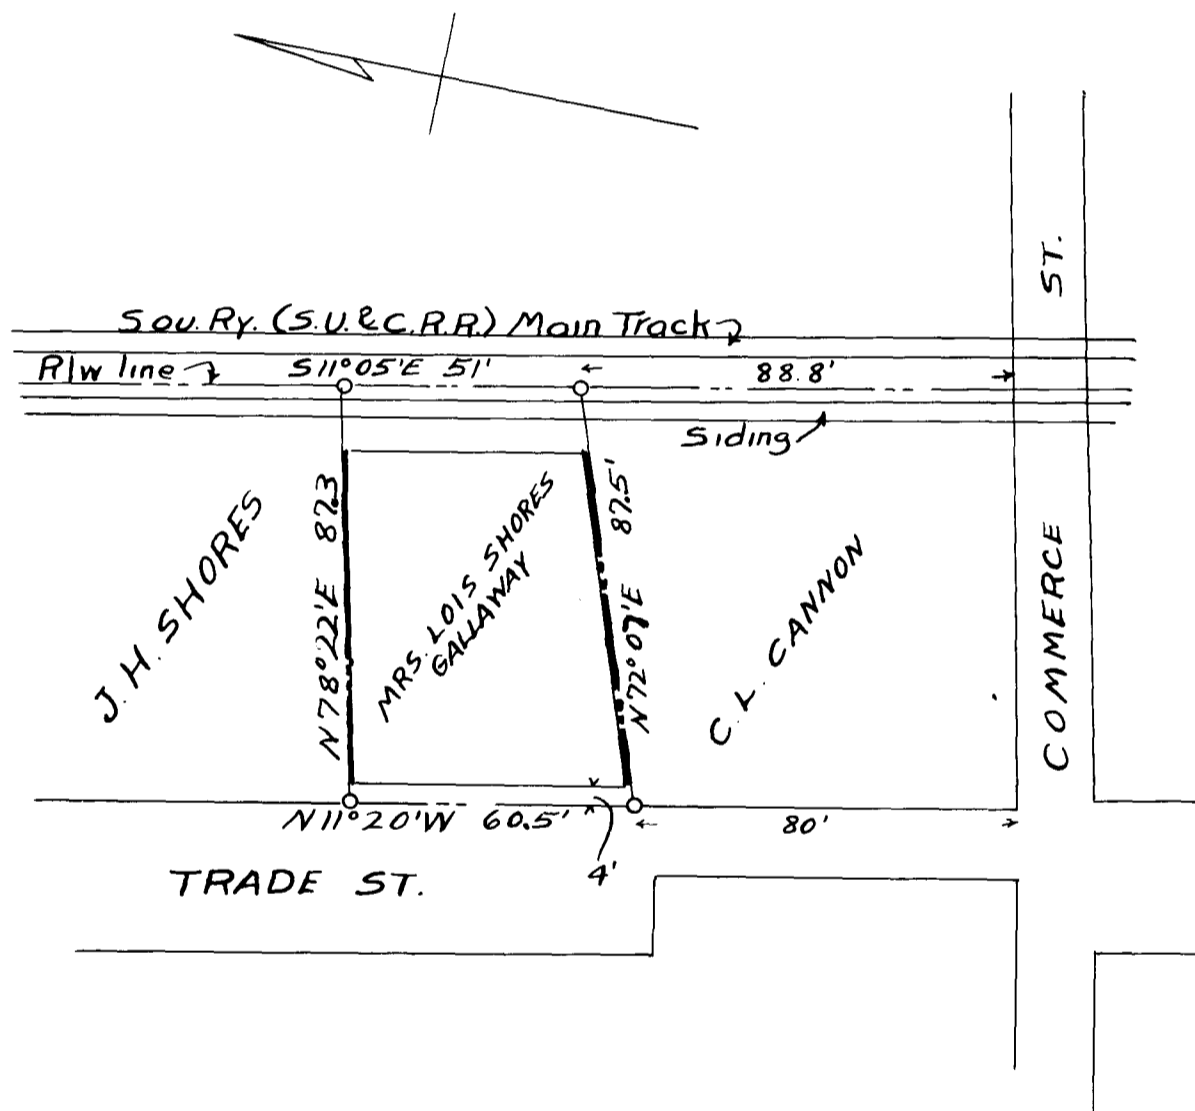 Sou. Ry. (S.U.&C.R.R.) Main Track
R/w line
S11°05'E 51'
88.8'
Siding
ST.
COMMERCE
J. H. SHORES
N78°22'E 87.3
MRS. LOIS SHORES
GALLAWAY
87.5'
N72°07'E
C. L. CANNON
N11°20'W 60.5'
80'
4'
TRADE ST.